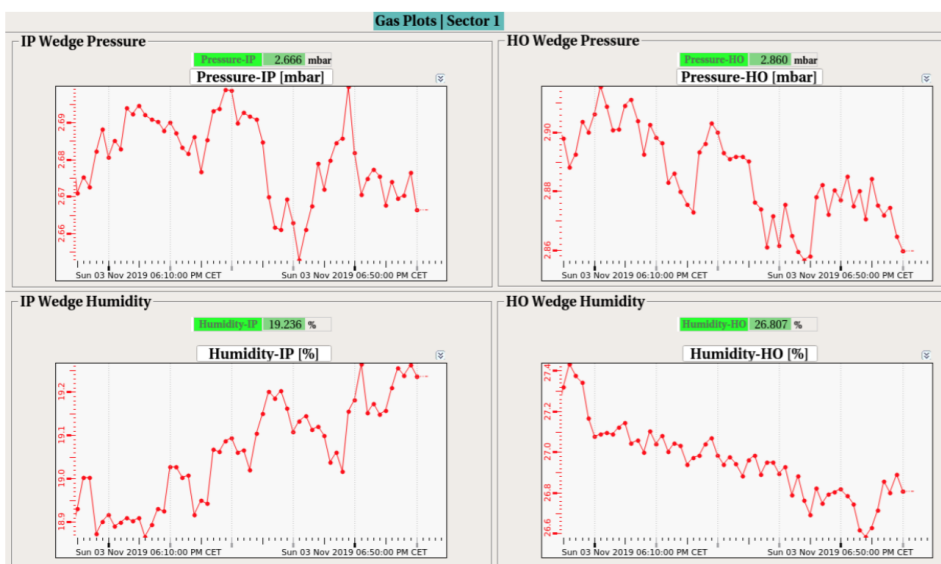 Gas Plots | Sector 1
IP Wedge Pressure
Pressure-IP 2.666 mbar
Pressure-IP [mbar]
2.69
2.68
2.67
2.66
Sun 03 Nov 2019 06:10:00 PM CET Sun 03 Nov 2019 06:50:00 PM CET
HO Wedge Pressure
Pressure-HO 2.860 mbar
Pressure-HO [mbar]
2.90
2.88
2.86
Sun 03 Nov 2019 06:10:00 PM CET Sun 03 Nov 2019 06:50:00 PM CET
IP Wedge Humidity
Humidity-IP 19.236 %
Humidity-IP [%]
19.2
19.1
19.0
18.9
Sun 03 Nov 2019 06:10:00 PM CET Sun 03 Nov 2019 06:50:00 PM CET
HO Wedge Humidity
Humidity-HO 26.807 %
Humidity-HO [%]
27.4
27.2
27.0
26.8
26.6
Sun 03 Nov 2019 06:10:00 PM CET Sun 03 Nov 2019 06:50:00 PM CET